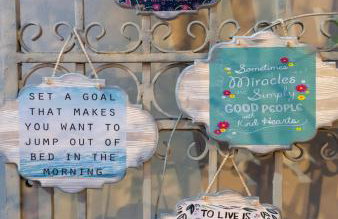 SET A GOAL
THAT MAKES
YOU WANT TO
JUMP OUT OF
BED IN THE
MORNING
Sometimes
Miracles
are Simply
GOOD PEOPLE
with
Kind Hearts
TO LIVE IS